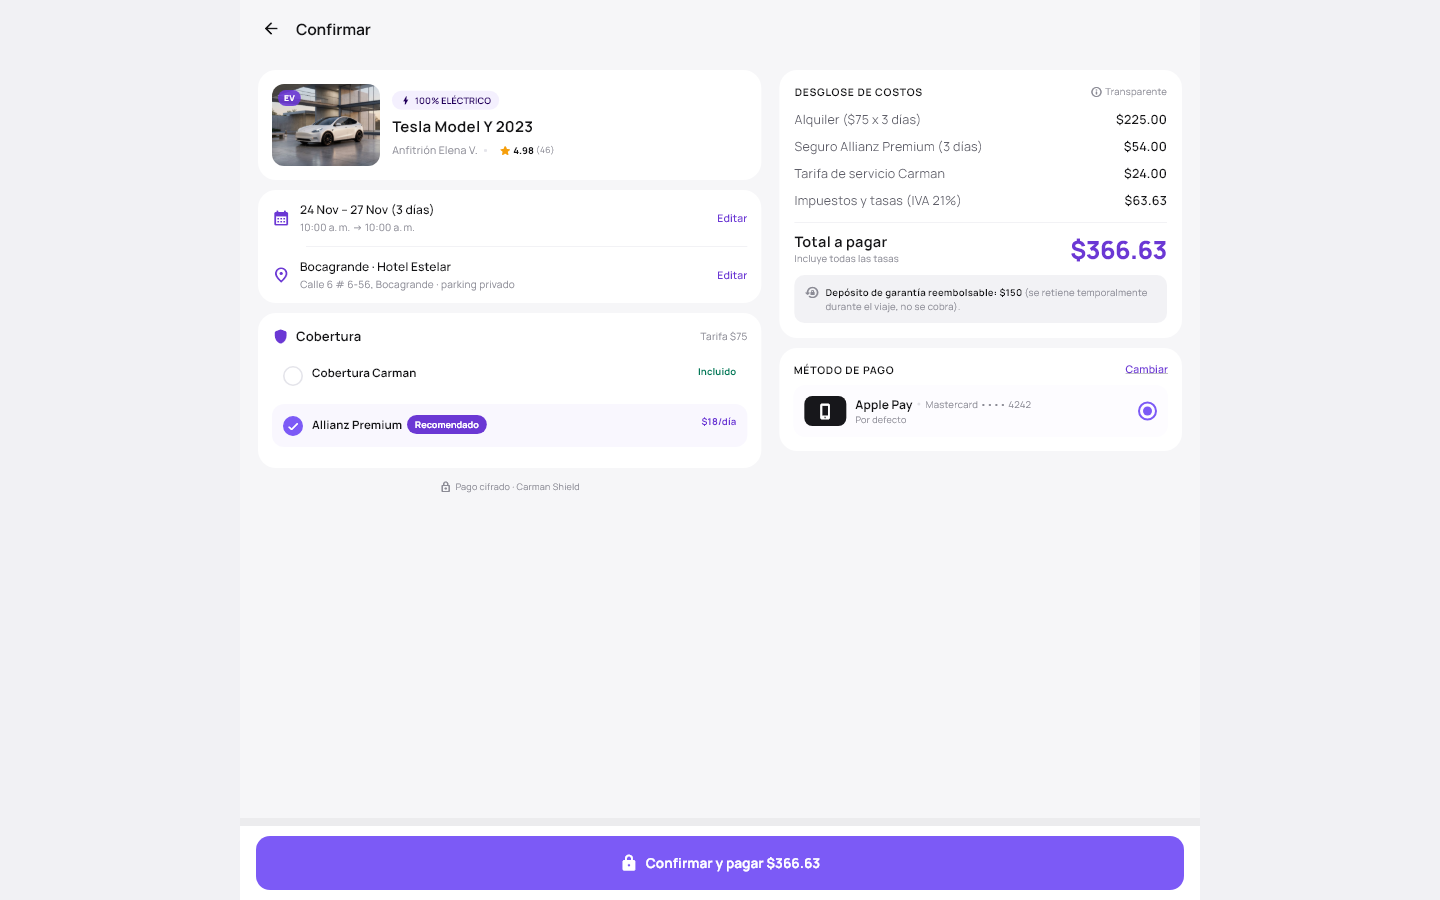 Confirmar
EV
100% ELÉCTRICO
Tesla Model Y 2023
Anfitrión Elena V. • 4.98 (46)
24 Nov – 27 Nov (3 días)
10:00 a. m. → 10:00 a. m.
Editar
Bocagrande · Hotel Estelar
Calle 6 # 6-56, Bocagrande · parking privado
Editar
Cobertura
Tarifa $75
Cobertura Carman
Incluido
Allianz Premium Recomendado
$18/día
Pago cifrado · Carman Shield
DESGLOSE DE COSTOS
Transparente
Alquiler ($75 x 3 días) $225.00
Seguro Allianz Premium (3 días) $54.00
Tarifa de servicio Carman $24.00
Impuestos y tasas (IVA 21%) $63.63
Total a pagar
Incluye todas las tasas
$366.63
Depósito de garantía reembolsable: $150 (se retiene temporalmente
durante el viaje, no se cobra).
MÉTODO DE PAGO
Cambiar
Apple Pay • Mastercard •••• 4242
Por defecto
Confirmar y pagar $366.63